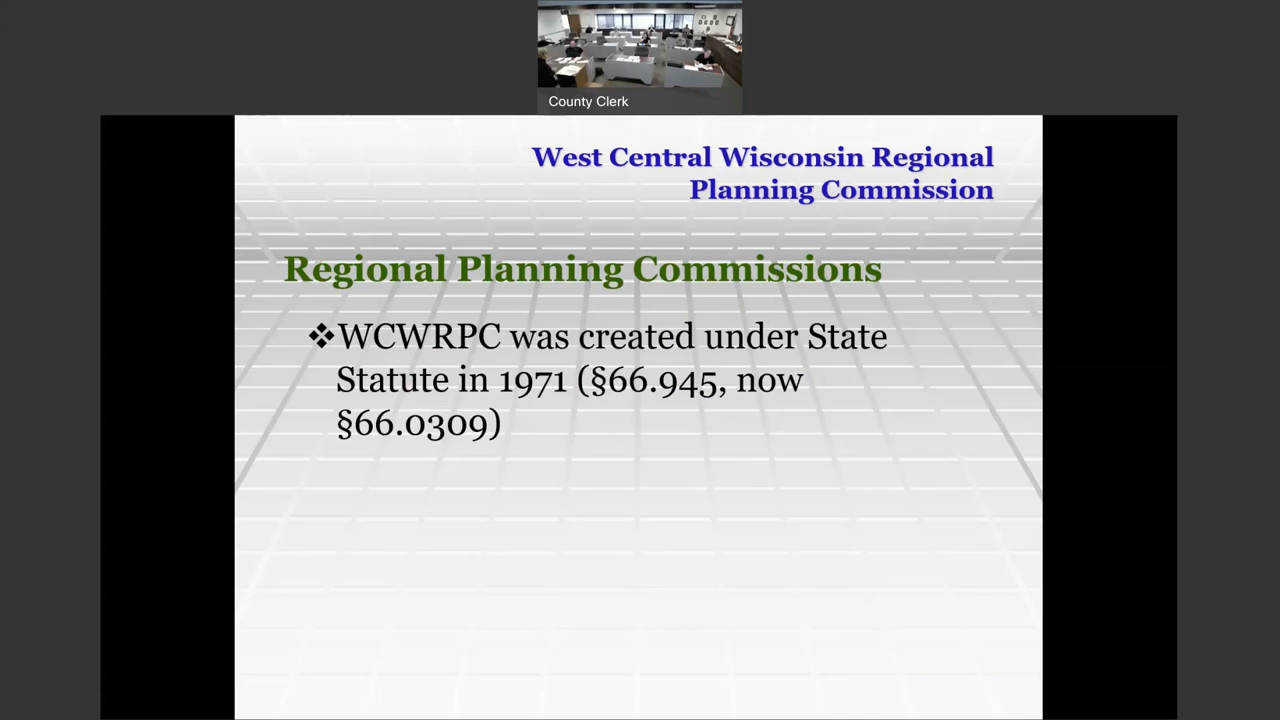 County Clerk
West Central Wisconsin Regional
Planning Commission
Regional Planning Commissions
❖WCWRPC was created under State
Statute in 1971 (§66.945, now
§66.0309)